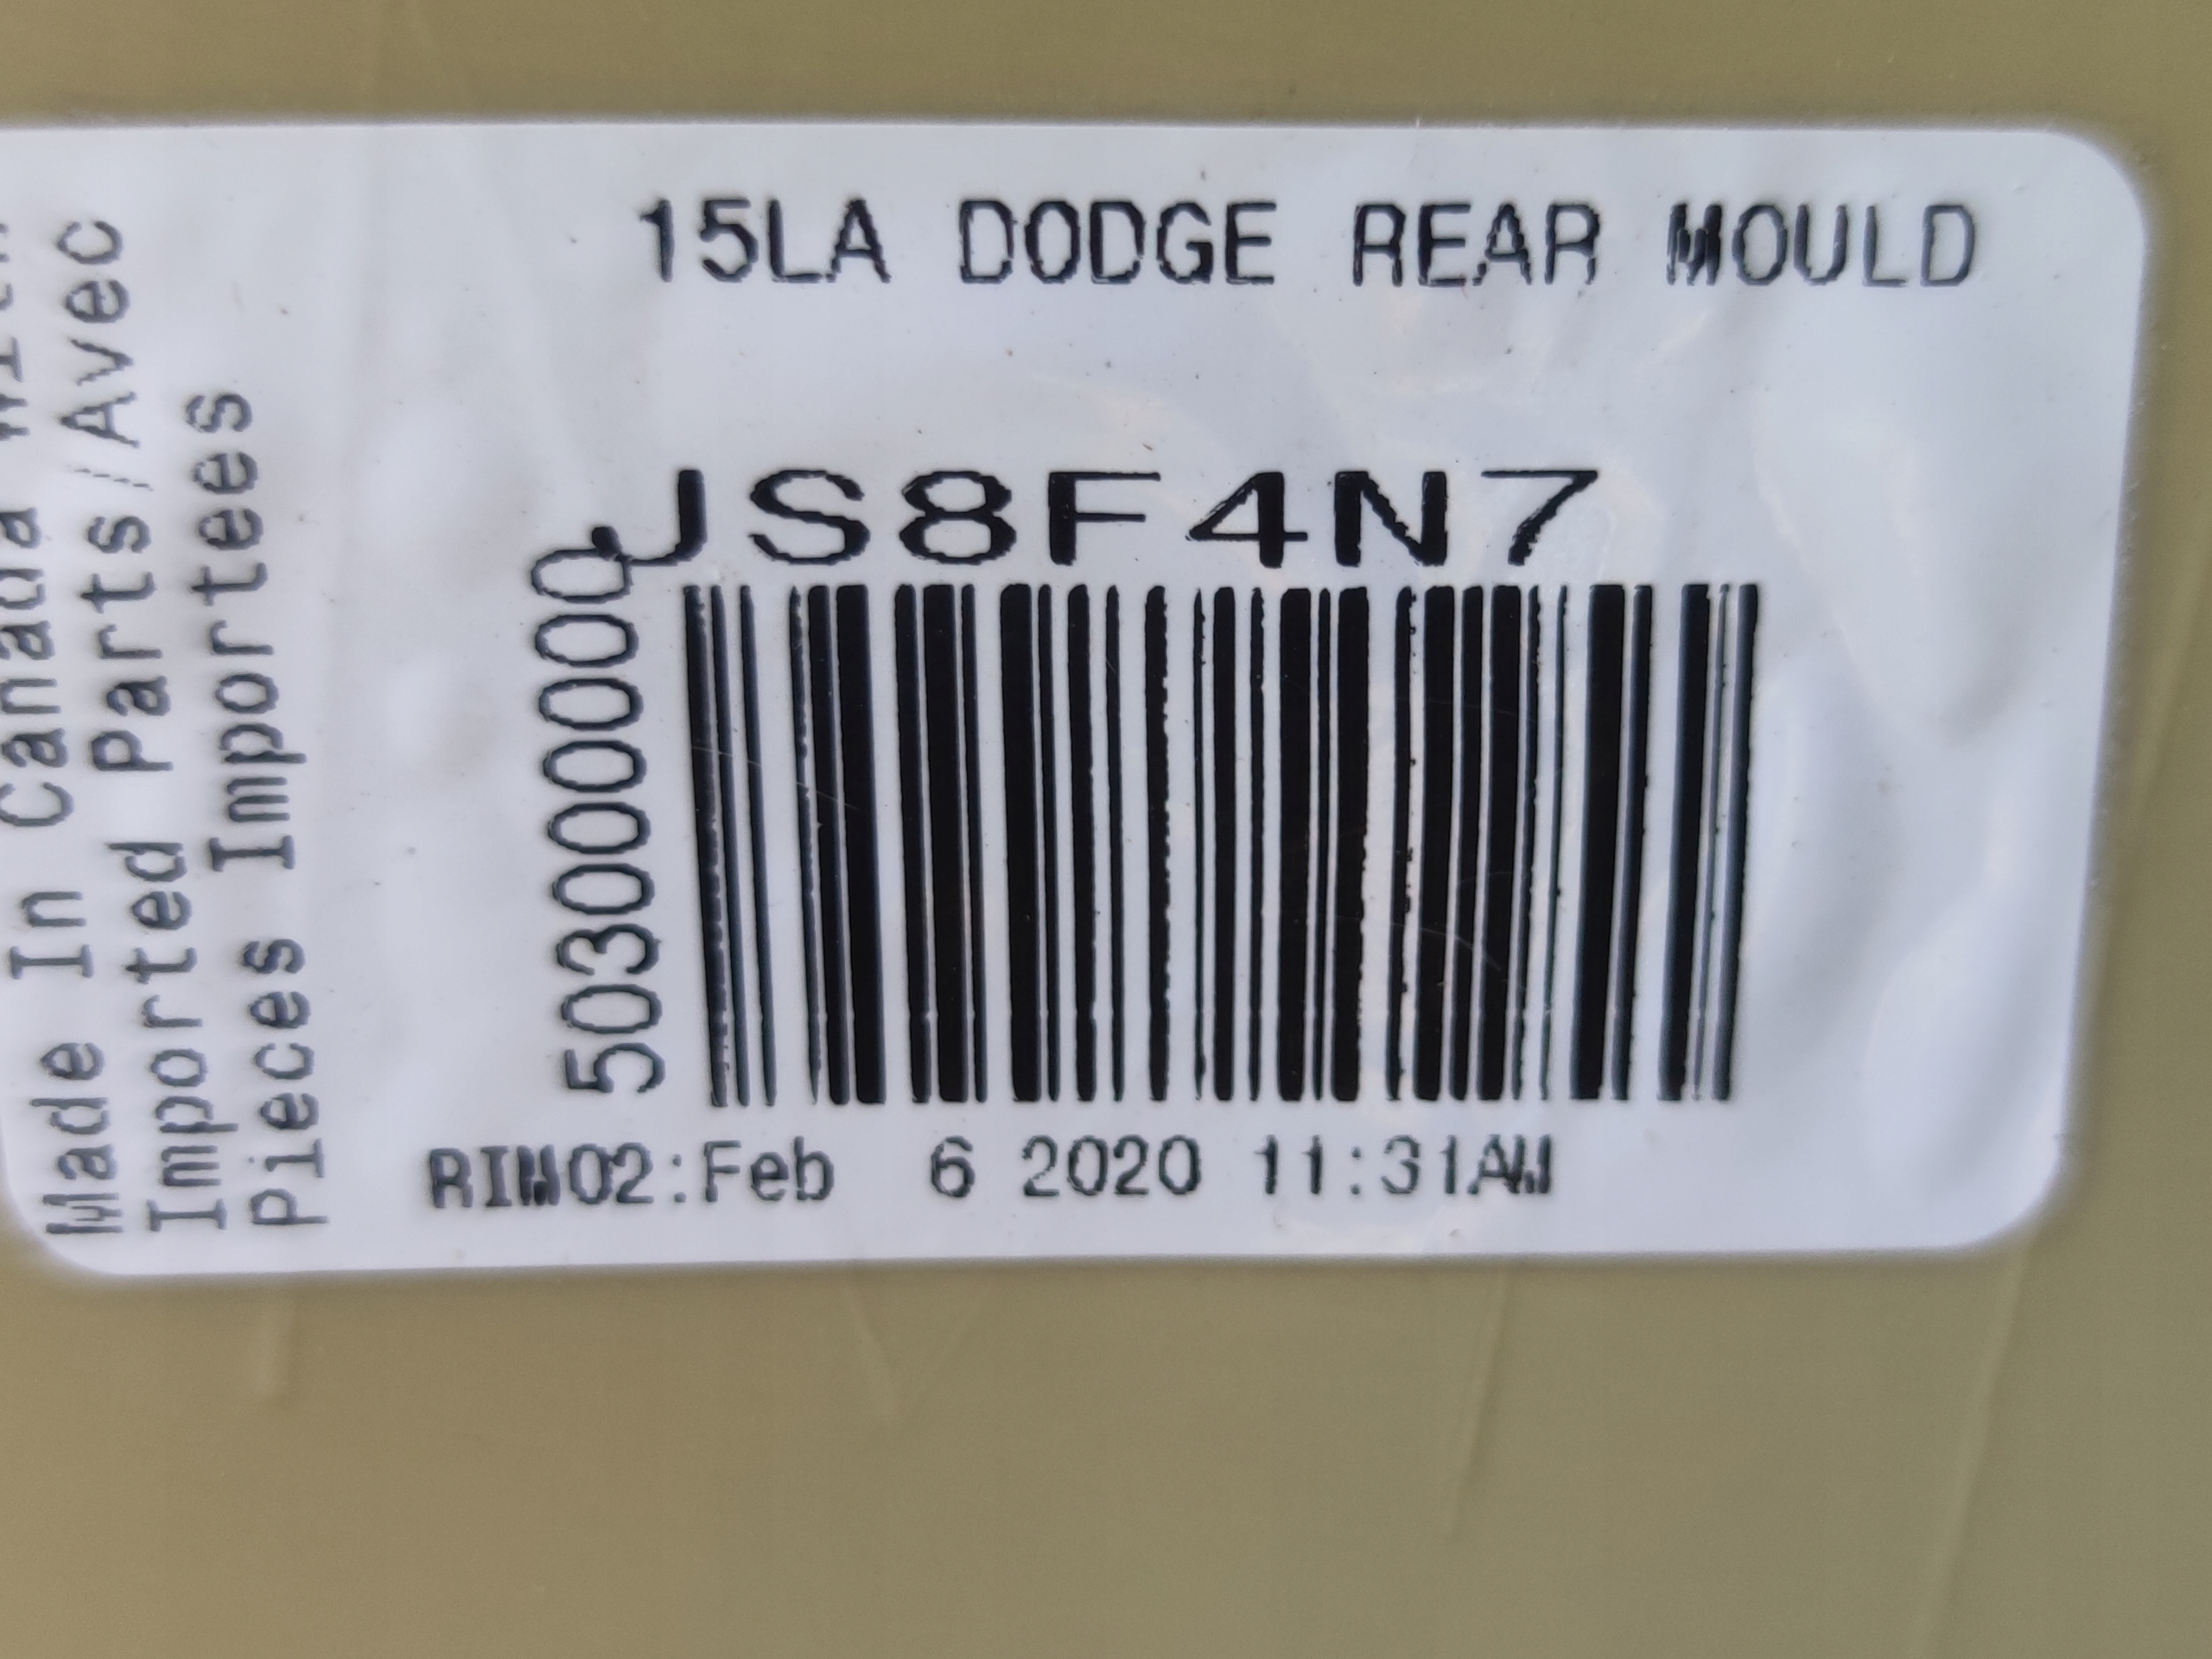 15LA DODGE REAR MOULD
JS8F4N7
RIM02:Feb 6 2020 11:31AM
Made In Canada
Imported Parts/Avec
Pieces Importees